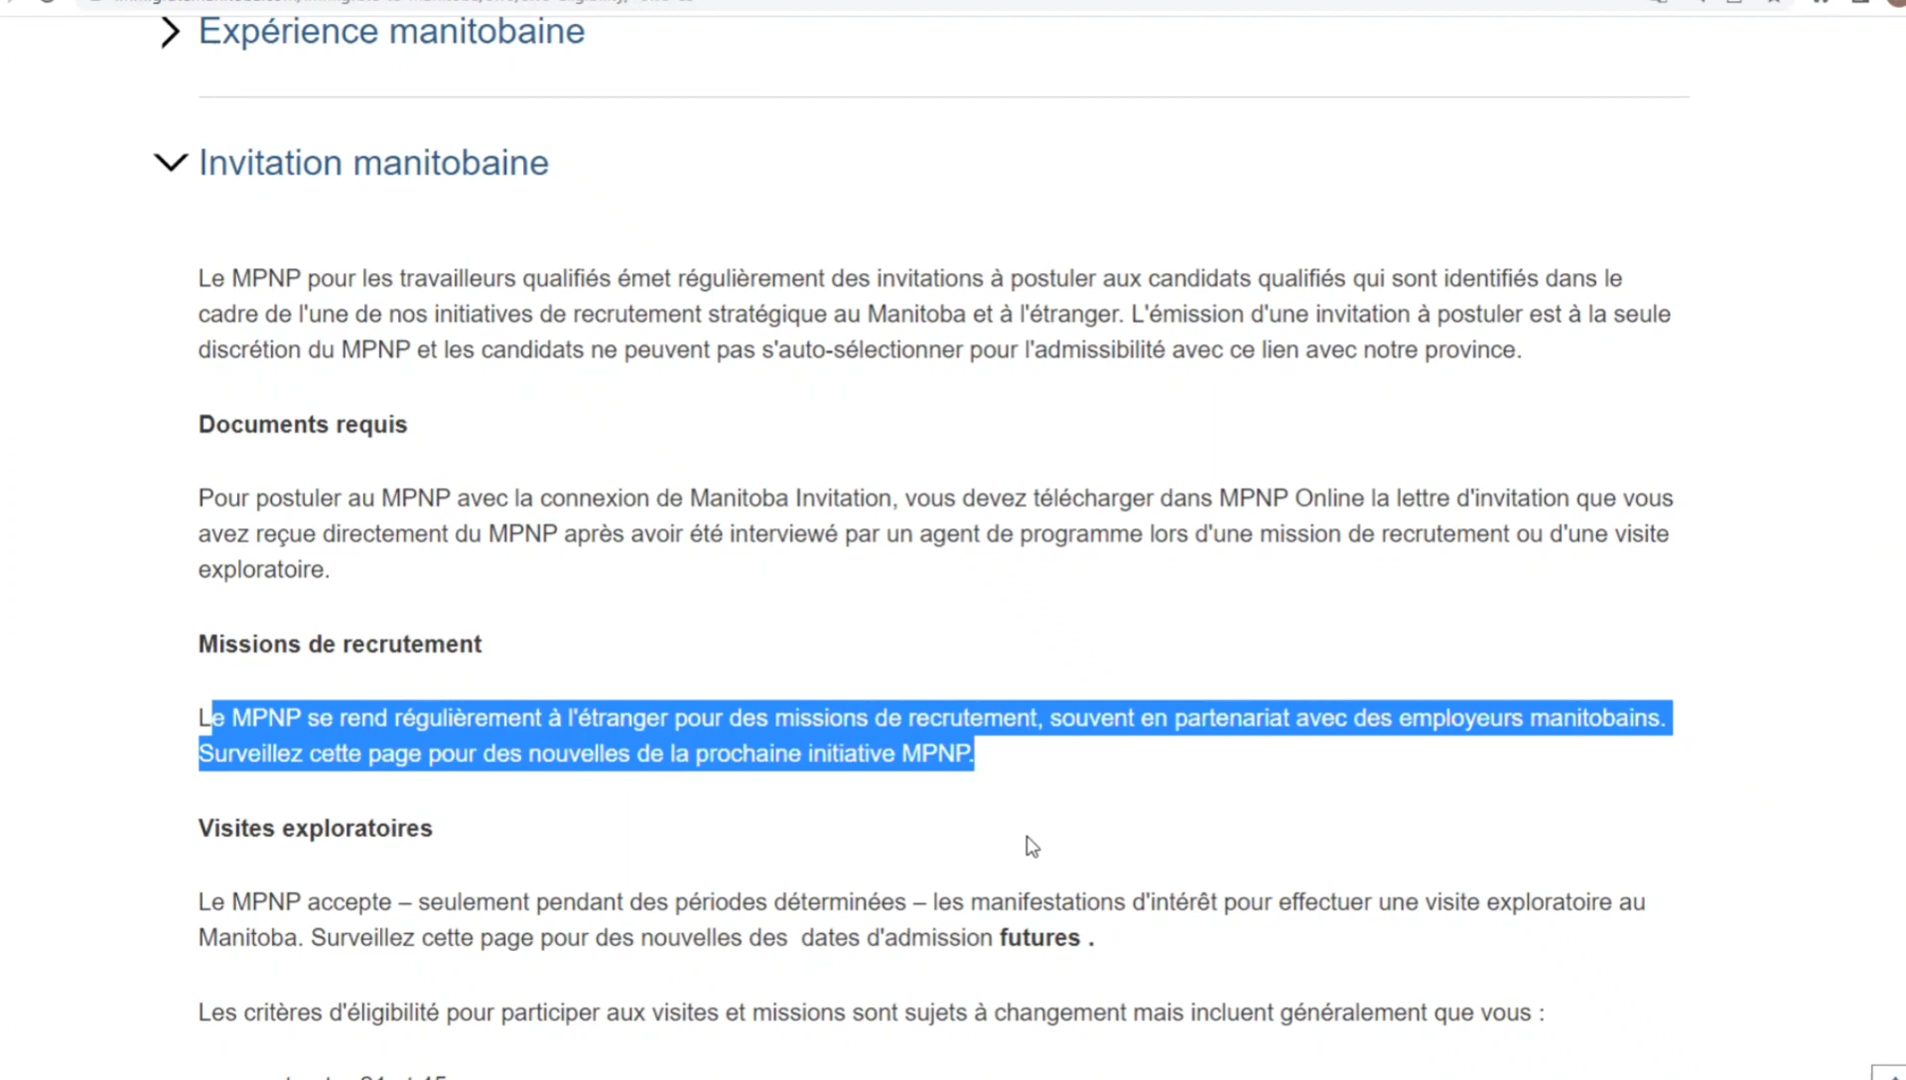 Expérience manitobaine
Invitation manitobaine
Le MPNP pour les travailleurs qualifiés émet régulièrement des invitations à postuler aux candidats qualifiés qui sont identifiés dans le
cadre de l'une de nos initiatives de recrutement stratégique au Manitoba et à l'étranger. L'émission d'une invitation à postuler est à la seule
discrétion du MPNP et les candidats ne peuvent pas s'auto-sélectionner pour l'admissibilité avec ce lien avec notre province.
Documents requis
Pour postuler au MPNP avec la connexion de Manitoba Invitation, vous devez télécharger dans MPNP Online la lettre d'invitation que vous
avez reçue directement du MPNP après avoir été interviewé par un agent de programme lors d'une mission de recrutement ou d'une visite
exploratoire.
Missions de recrutement
Le MPNP se rend régulièrement à l'étranger pour des missions de recrutement, souvent en partenariat avec des employeurs manitobains.
Surveillez cette page pour des nouvelles de la prochaine initiative MPNP.
Visites exploratoires
Le MPNP accepte – seulement pendant des périodes déterminées – les manifestations d'intérêt pour effectuer une visite exploratoire au
Manitoba. Surveillez cette page pour des nouvelles des dates d'admission futures .
Les critères d'éligibilité pour participer aux visites et missions sont sujets à changement mais incluent généralement que vous :